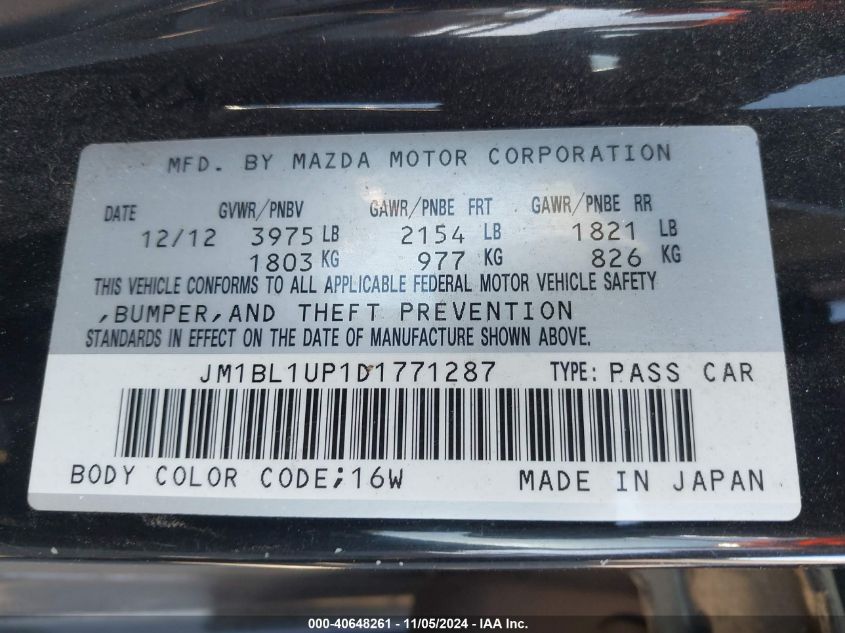 MFD. BY MAZDA MOTOR CORPORATION
DATE GVWR/PNBV GAWR/PNBE FRT GAWR/PNBE RR
12/12 3975 LB 2154 LB 1821 LB
1803 KG 977 KG 826 KG
THIS VEHICLE CONFORMS TO ALL APPLICABLE FEDERAL MOTOR VEHICLE SAFETY
,BUMPER,AND THEFT PREVENTION
STANDARDS IN EFFECT ON THE DATE OF MANUFACTURE SHOWN ABOVE.
JM1BL1UP1D1771287 TYPE: PASS CAR
BODY COLOR CODE;16W MADE IN JAPAN
000-40648261 - 11/05/2024 - IAA Inc.